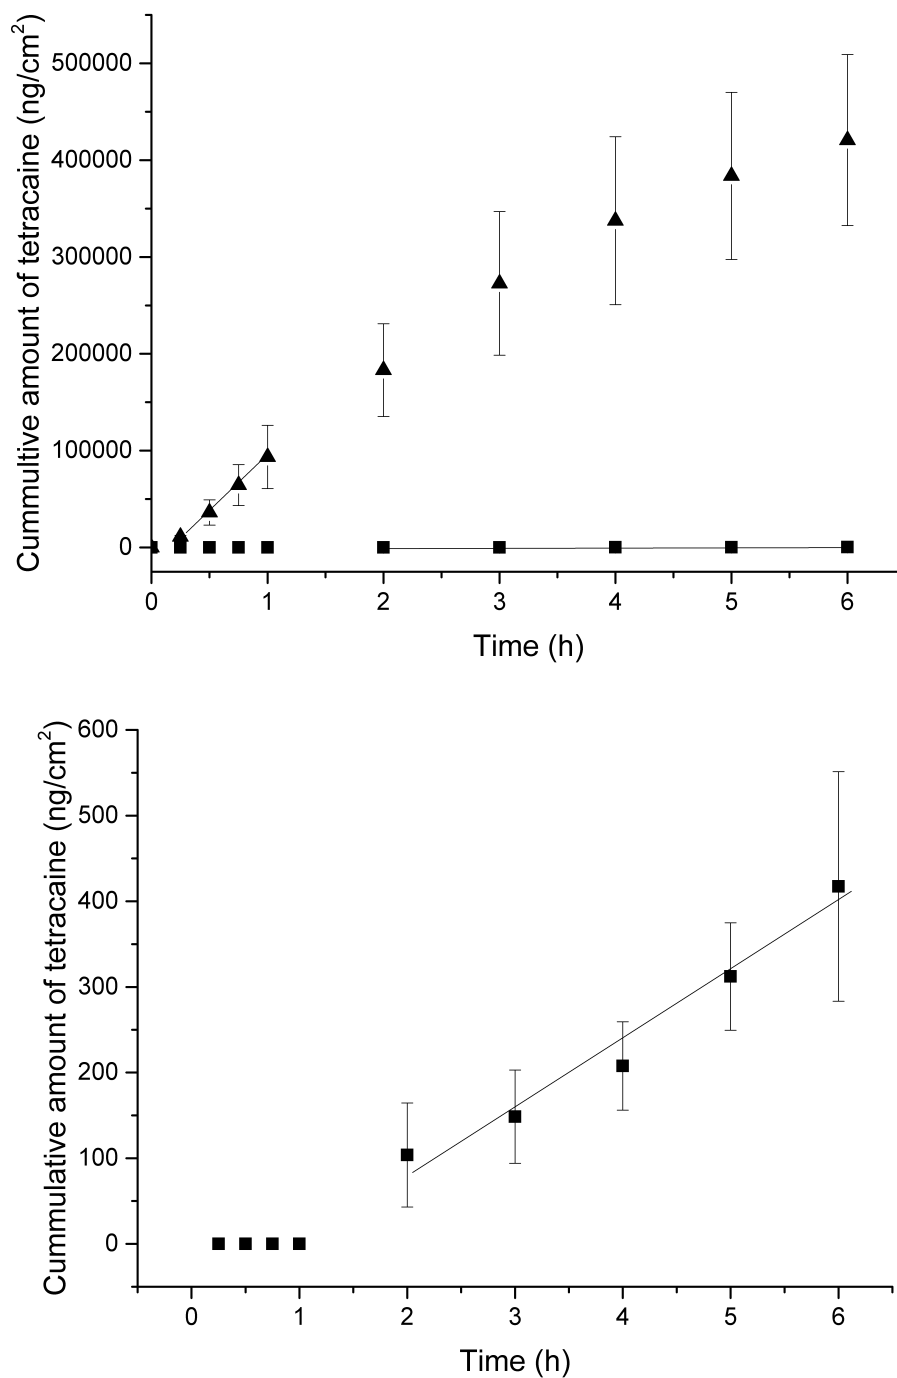 Cummultive amount of tetracaine (ng/cm²)
500000
400000
300000
200000
100000
0
0 1 2 3 4 5 6
Time (h)
Cummulative amount of tetracaine (ng/cm²)
600
500
400
300
200
100
0
0 1 2 3 4 5 6
Time (h)